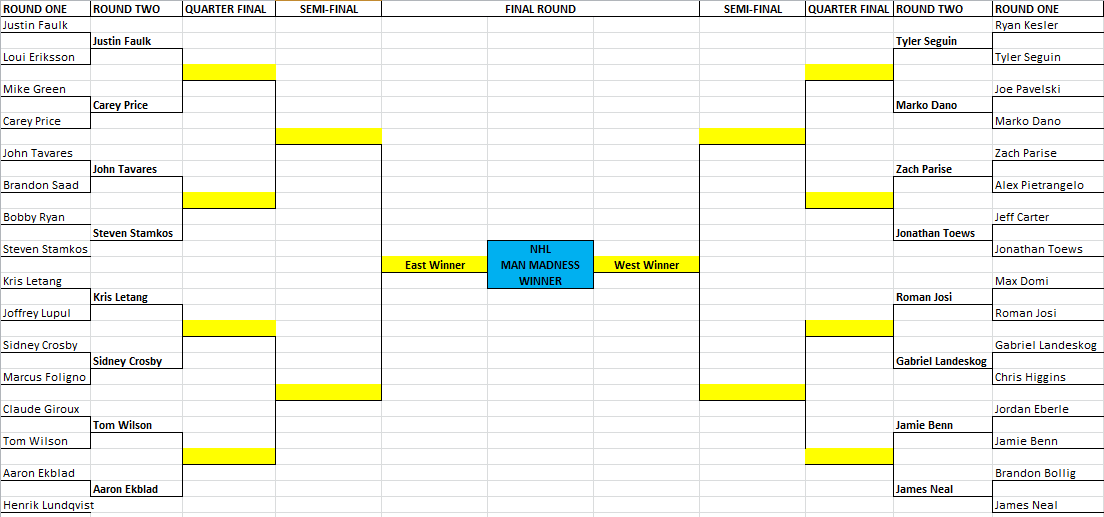 ROUND ONE ROUND TWO QUARTER FINAL SEMI-FINAL FINAL ROUND SEMI-FINAL QUARTER FINAL ROUND TWO ROUND ONE
Justin Faulk Ryan Kesler
Justin Faulk Tyler Seguin
Loui Eriksson Tyler Seguin
Mike Green Joe Pavelski
Carey Price Marko Dano
Carey Price Marko Dano
John Tavares Zach Parise
John Tavares Zach Parise
Brandon Saad Alex Pietrangelo
Bobby Ryan Jeff Carter
Steven Stamkos Jonathan Toews
Steven Stamkos NHL Jonathan Toews
East Winner MAN MADNESS West Winner
Kris Letang WINNER Max Domi
Kris Letang Roman Josi
Joffrey Lupul Roman Josi
Sidney Crosby Gabriel Landeskog
Sidney Crosby Gabriel Landeskog
Marcus Foligno Chris Higgins
Claude Giroux Jordan Eberle
Tom Wilson Jamie Benn
Tom Wilson Jamie Benn
Aaron Ekblad Brandon Bollig
Aaron Ekblad James Neal
Henrik Lundqvist James Neal